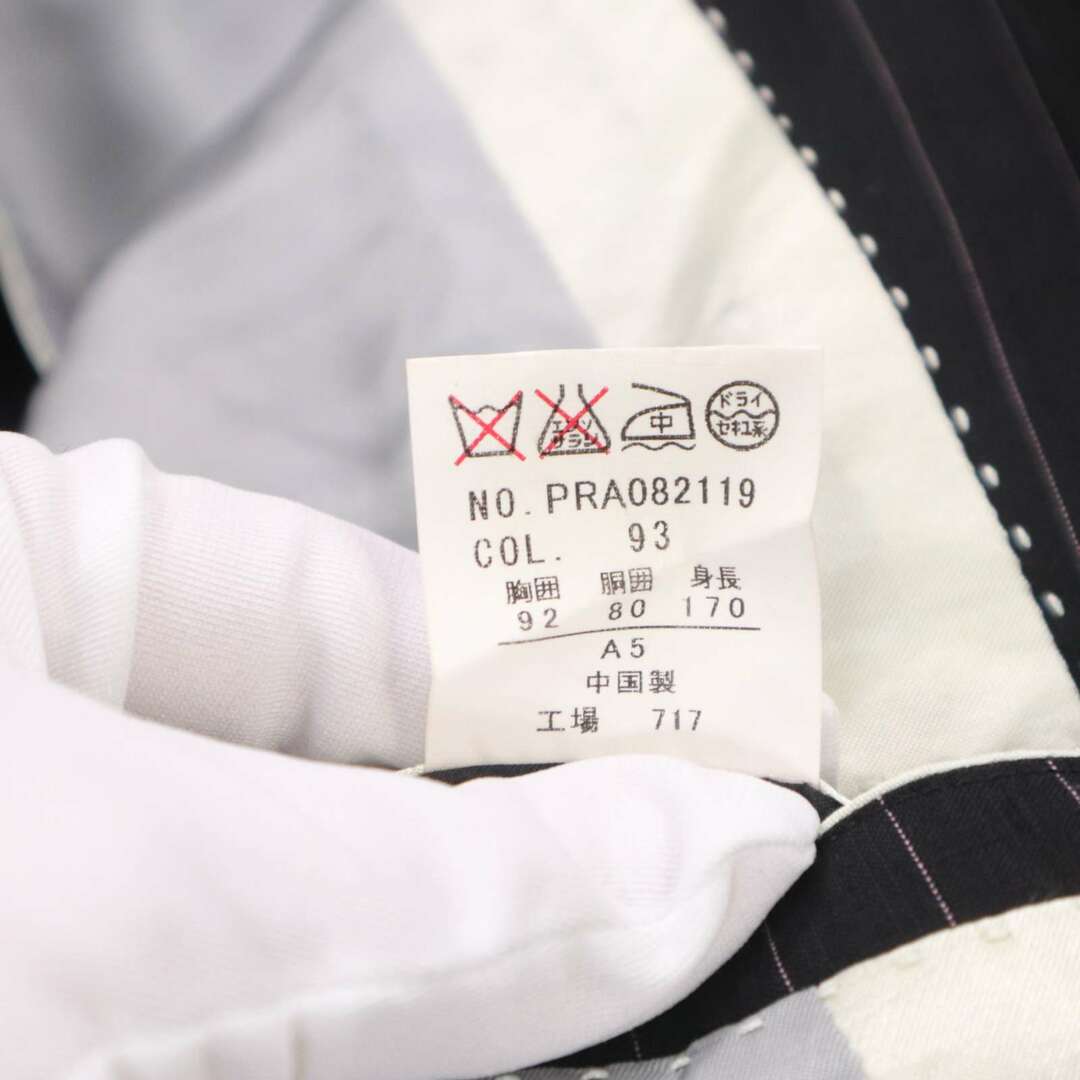 エンソ
サラシ
中
ドライ
セキユ系
NO. PRA082119
COL. 93
胸囲 胴囲 身長
92 80 170
A5
中国製
工場 717